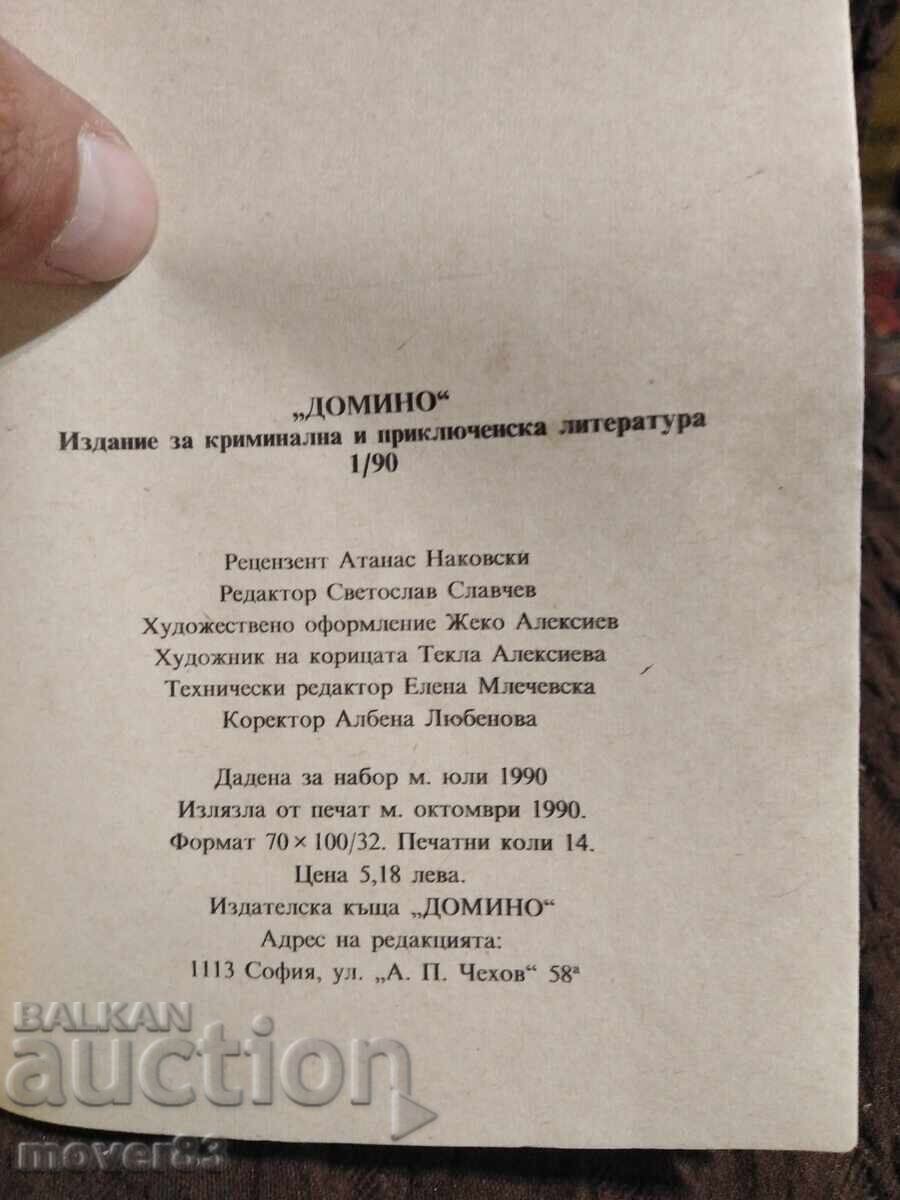 „ДОМИНО“
Издание за криминална и приключенска литература
1/90
Рецензент Атанас Наковски
Редактор Светослав Славчев
Художествено оформление Жеко Алексиев
Художник на корицата Текла Алексиева
Технически редактор Елена Млечевска
Коректор Албена Любенова
Дадена за набор м. юли 1990
Излязла от печат м. октомври 1990.
Формат 70 × 100/32. Печатни коли 14.
Цена 5,18 лева.
Издателска къща „ДОМИНО“
Адрес на редакцията:
1113 София, ул. „А. П. Чехов“ 58ª
BALKAN
auction
mover83